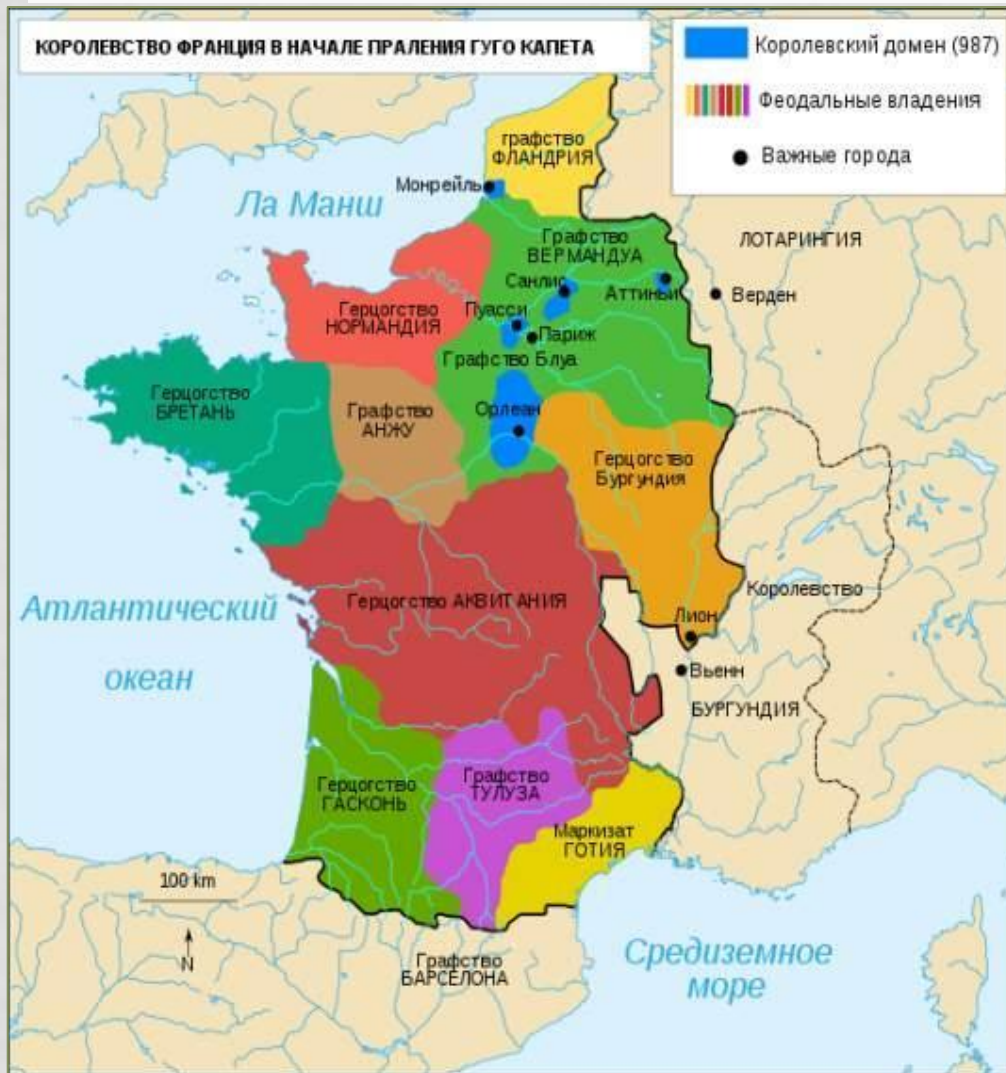 КОРОЛЕВСТВО ФРАНЦИЯ В НАЧАЛЕ ПРАЛЕНИЯ ГУГО КАПЕТА
Королевский домен (987)
Феодальные владения
Важные города
графство
ФЛАНДРИЯ
Монрейль
Ла Манш
Графство
ВЕРМАНДУА
ЛОТАРИНГИЯ
Санлис
Аттиньи
Верден
Герцогство
НОРМАНДИЯ
Пуасси
Париж
Графство Блуа
Герцогство
БРЕТАНЬ
Графство
АНЖУ
Орлеан
Герцогство
Бургундия
Атлантический
океан
Герцогство АКВИТАНИЯ
Королевство
Лион
Вьенн
БУРГУНДИЯ
Герцогство
ГАСКОНЬ
Графство
ТУЛУЗА
Маркизат
ГОТИЯ
100 km
N
Графство
БАРСЕЛОНА
Средиземное
море